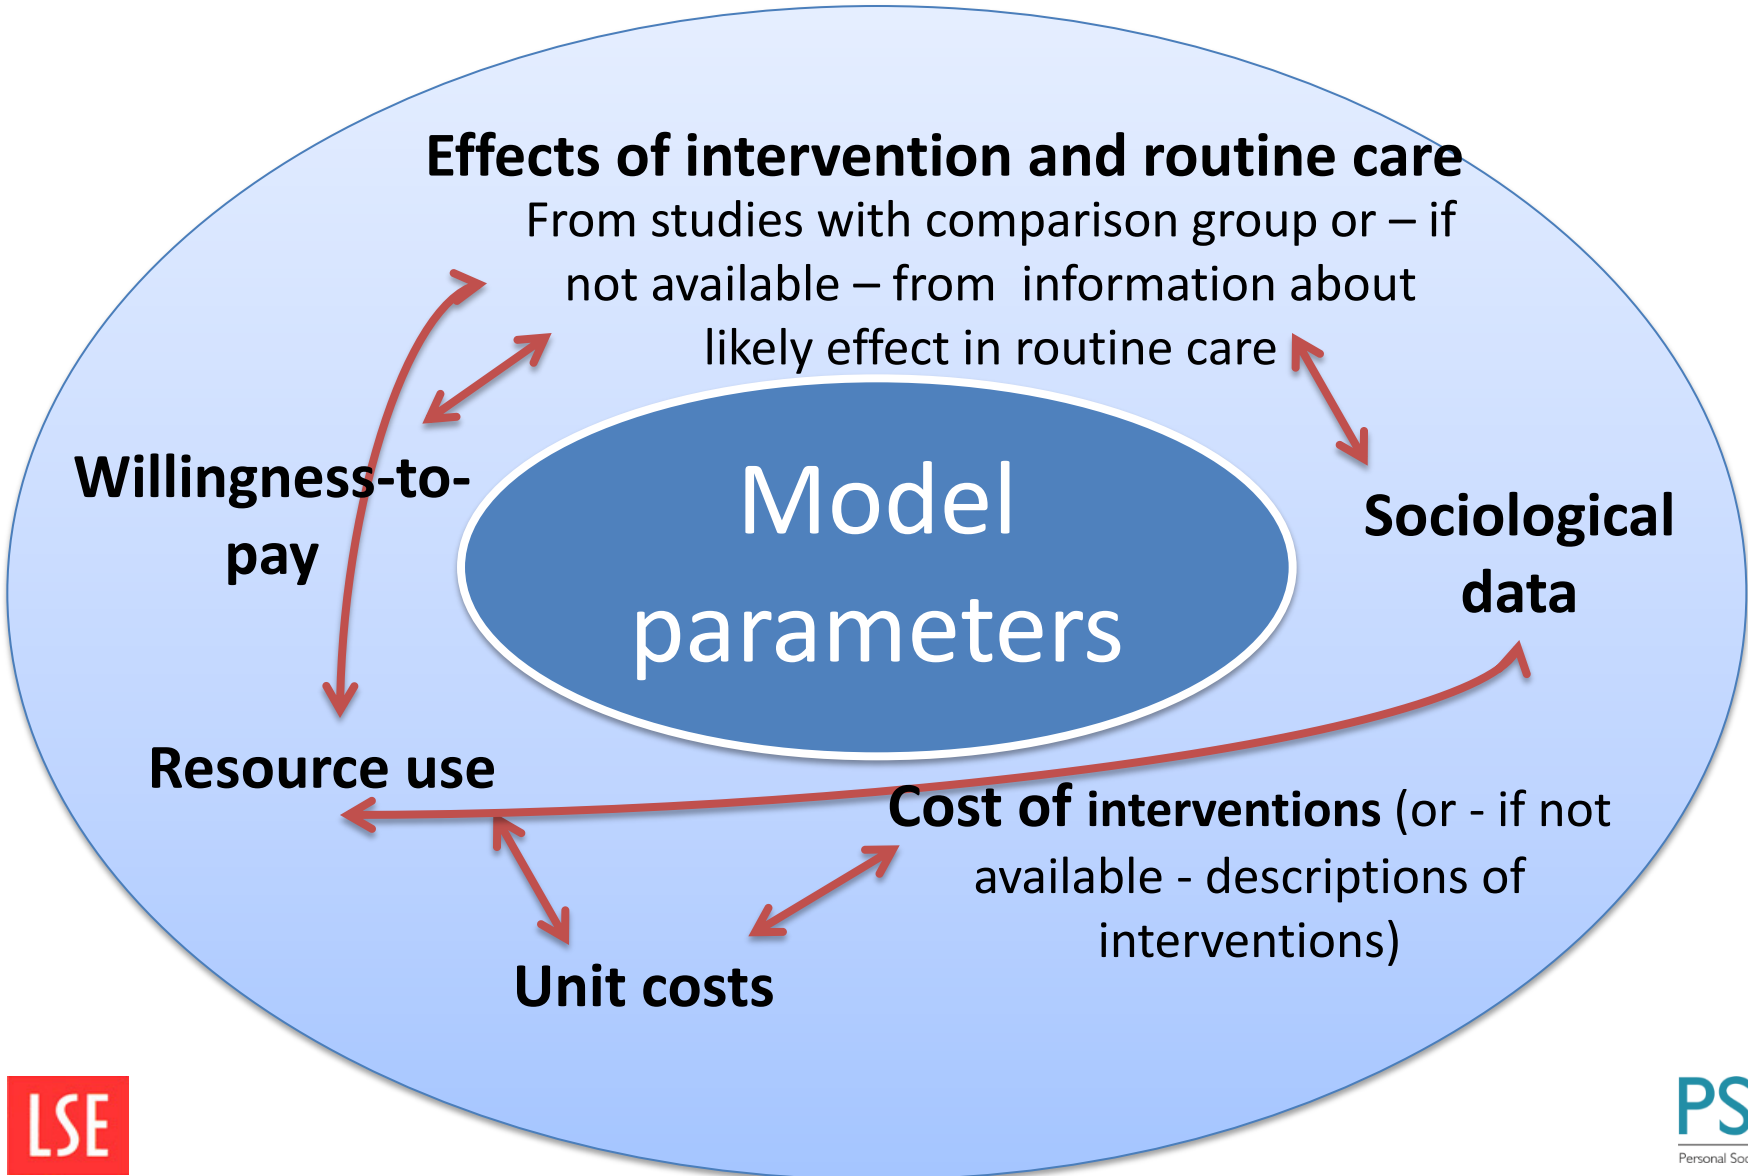 Effects of intervention and routine care
From studies with comparison group or – if
not available – from information about
likely effect in routine care
Willingness-to-
pay
Model
parameters
Sociological
data
Resource use
Cost of interventions (or - if not
available - descriptions of
interventions)
Unit costs
LSE
PS
Personal Soc